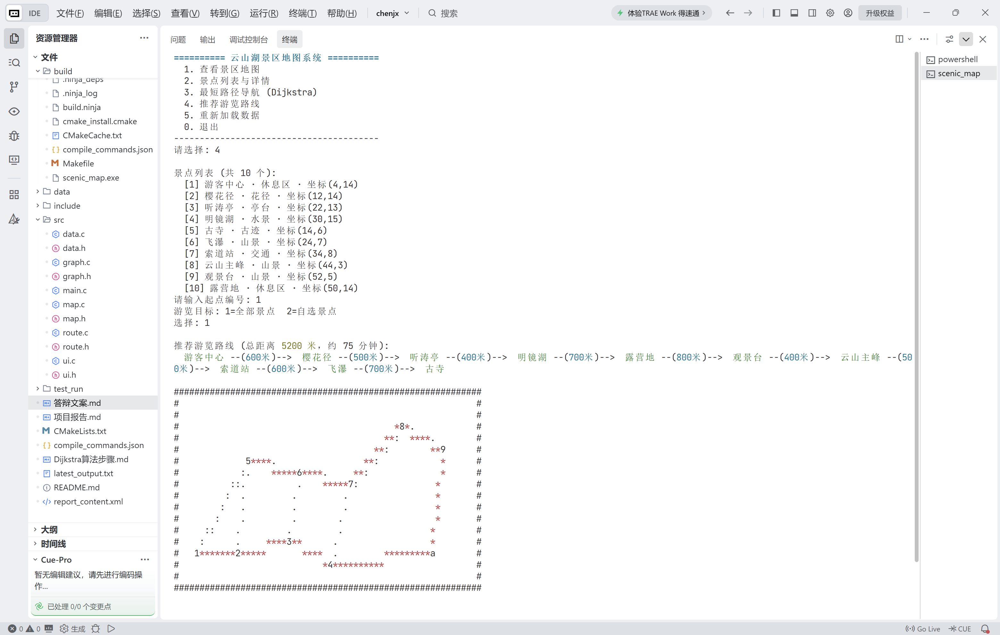 IDE 文件(F) 编辑(E) 选择(S) 查看(V) 转到(G) 运行(R) 终端(T) 帮助(H) chenjx 搜索 体验TRAE Work 得速通 升级权益
资源管理器
文件
build
.ninja_deps
.ninja_log
build.ninja
cmake_install.cmake
CMakeCache.txt
compile_commands.json
Makefile
scenic_map.exe
data
include
src
data.c
data.h
graph.c
graph.h
main.c
map.c
map.h
route.c
route.h
ui.c
ui.h
test_run
答辩文案.md
项目报告.md
CMakeLists.txt
compile_commands.json
Dijkstra算法步骤.md
latest_output.txt
README.md
report_content.xml
大纲
时间线
Cue-Pro
暂无编辑建议，请先进行编码操
作...
已处理 0/0 个变更点
问题 输出 调试控制台 终端
========== 云山湖景区地图系统 ==========
  1. 查看景区地图
  2. 景点列表与详情
  3. 最短路径导航 (Dijkstra)
  4. 推荐游览路线
  5. 重新加载数据
  0. 退出
----------------------------------------
请选择: 4
景点列表 (共 10 个):
  [1] 游客中心 · 休息区 · 坐标(4,14)
  [2] 樱花径 · 花径 · 坐标(12,14)
  [3] 听涛亭 · 亭台 · 坐标(22,13)
  [4] 明镜湖 · 水景 · 坐标(30,15)
  [5] 古寺 · 古迹 · 坐标(14,6)
  [6] 飞瀑 · 山景 · 坐标(24,7)
  [7] 索道站 · 交通 · 坐标(34,8)
  [8] 云山主峰 · 山景 · 坐标(44,3)
  [9] 观景台 · 山景 · 坐标(52,5)
  [10] 露营地 · 休息区 · 坐标(50,14)
请输入起点编号: 1
游览目标: 1=全部景点  2=自选景点
选择: 1
推荐游览路线 (总距离 5200 米, 约 75 分钟):
  游客中心 --(600米)-->  樱花径 --(500米)-->  听涛亭 --(400米)-->  明镜湖 --(700米)-->  露营地 --(800米)-->  观景台 --(400米)-->  云山主峰 --(50
0米)-->  索道站 --(600米)-->  飞瀑 --(700米)-->  古寺
############################################################
#                                                          #
#                                                          #
#                                          *8*.            #
#                                        **:  ****.        #
#                                      **:        **9      #
#             5****.                 **:            *      #
#            :.    *****6****.     **:              *      #
#          ::.          .    *****7:               *       #
#         :  .         .         .                 *       #
#        :   .         .         .                 *       #
#       :    .         .        .                  *       #
#     ::    .         .         .                 *        #
#    :      .     ****3**      .                  *        #
#   1*******2*****       ****  .         *********a        #
#                            *4**********                  #
#                                                          #
############################################################
powershell
scenic_map
0 0 生成 Go Live CUE